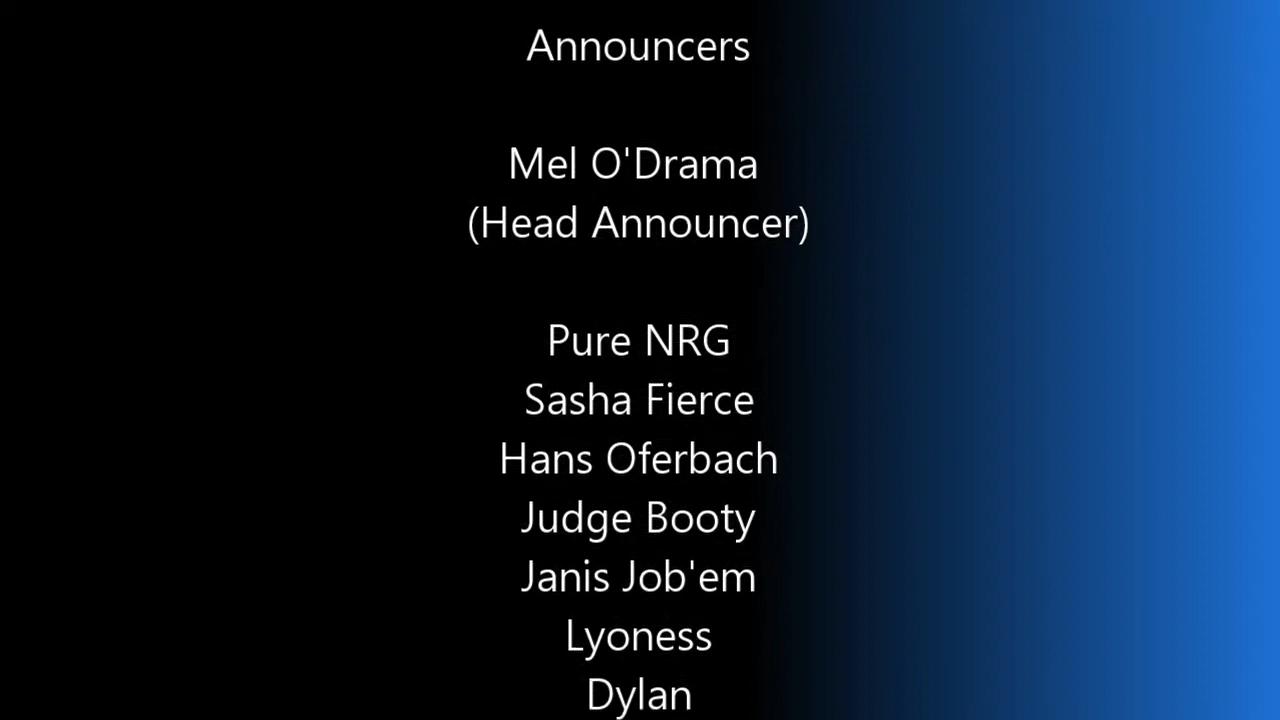 Announcers
Mel O'Drama
(Head Announcer)
Pure NRG
Sasha Fierce
Hans Oferbach
Judge Booty
Janis Job'em
Lyoness
Dylan